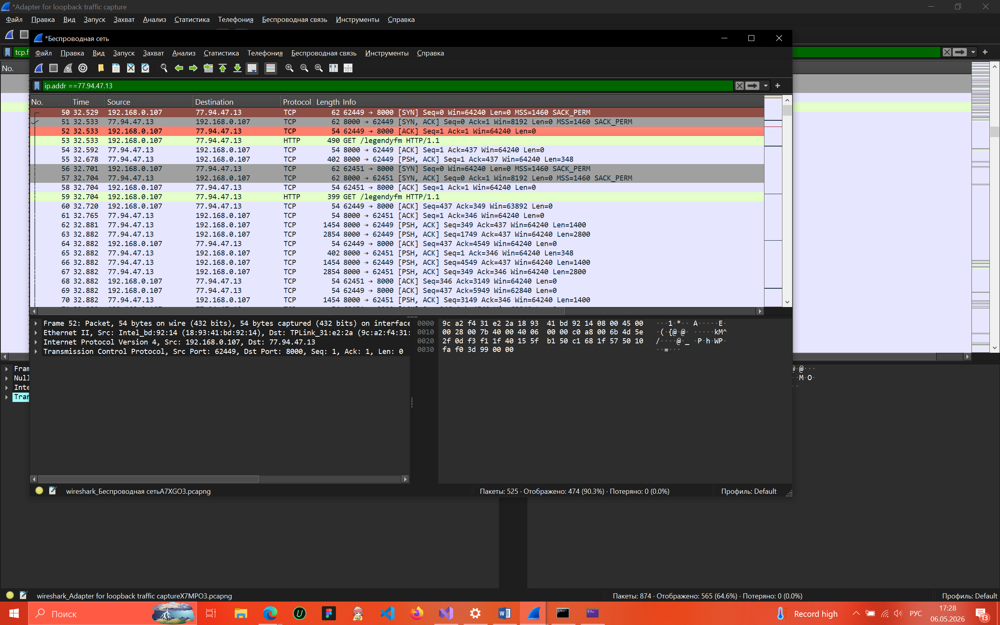 *Adapter for loopback traffic capture
Файл Правка Вид Запуск Захват Анализ Статистика Телефония Беспроводная связь Инструменты Справка
*Беспроводная сеть
tcp.f
Файл Правка Вид Запуск Захват Анализ Статистика Телефония Беспроводная связь Инструменты Справка
No.
ip.addr ==77.94.47.13
No. Time Source Destination Protocol Length Info
50 32.529 192.168.0.107 77.94.47.13 TCP 62 62449 → 8000 [SYN] Seq=0 Win=64240 Len=0 MSS=1460 SACK_PERM
51 32.533 77.94.47.13 192.168.0.107 TCP 62 8000 → 62449 [SYN, ACK] Seq=0 Ack=1 Win=8192 Len=0 MSS=1460 SACK_PERM
52 32.533 192.168.0.107 77.94.47.13 TCP 54 62449 → 8000 [ACK] Seq=1 Ack=1 Win=64240 Len=0
53 32.533 192.168.0.107 77.94.47.13 HTTP 490 GET /legendyfm HTTP/1.1
54 32.592 77.94.47.13 192.168.0.107 TCP 54 8000 → 62449 [ACK] Seq=1 Ack=437 Win=64240 Len=0
55 32.678 77.94.47.13 192.168.0.107 TCP 402 8000 → 62449 [PSH, ACK] Seq=1 Ack=437 Win=64240 Len=348
56 32.701 192.168.0.107 77.94.47.13 TCP 62 62451 → 8000 [SYN] Seq=0 Win=64240 Len=0 MSS=1460 SACK_PERM
57 32.704 77.94.47.13 192.168.0.107 TCP 62 8000 → 62451 [SYN, ACK] Seq=0 Ack=1 Win=8192 Len=0 MSS=1460 SACK_PERM
58 32.704 192.168.0.107 77.94.47.13 TCP 54 62451 → 8000 [ACK] Seq=1 Ack=1 Win=64240 Len=0
59 32.704 192.168.0.107 77.94.47.13 HTTP 399 GET /legendyfm HTTP/1.1
60 32.720 192.168.0.107 77.94.47.13 TCP 54 62449 → 8000 [ACK] Seq=437 Ack=349 Win=63892 Len=0
61 32.765 77.94.47.13 192.168.0.107 TCP 54 8000 → 62451 [ACK] Seq=1 Ack=346 Win=64240 Len=0
62 32.881 77.94.47.13 192.168.0.107 TCP 1454 8000 → 62449 [PSH, ACK] Seq=349 Ack=437 Win=64240 Len=1400
63 32.882 77.94.47.13 192.168.0.107 TCP 2854 8000 → 62449 [PSH, ACK] Seq=1749 Ack=437 Win=64240 Len=2800
64 32.882 192.168.0.107 77.94.47.13 TCP 54 62449 → 8000 [ACK] Seq=437 Ack=4549 Win=64240 Len=0
65 32.882 77.94.47.13 192.168.0.107 TCP 402 8000 → 62451 [PSH, ACK] Seq=1 Ack=346 Win=64240 Len=348
66 32.882 77.94.47.13 192.168.0.107 TCP 1454 8000 → 62449 [PSH, ACK] Seq=4549 Ack=437 Win=64240 Len=1400
67 32.882 77.94.47.13 192.168.0.107 TCP 2854 8000 → 62451 [PSH, ACK] Seq=349 Ack=346 Win=64240 Len=2800
68 32.882 192.168.0.107 77.94.47.13 TCP 54 62451 → 8000 [ACK] Seq=346 Ack=3149 Win=64240 Len=0
69 32.882 192.168.0.107 77.94.47.13 TCP 54 62449 → 8000 [ACK] Seq=437 Ack=5949 Win=62840 Len=0
70 32.882 77.94.47.13 192.168.0.107 TCP 1454 8000 → 62451 [PSH, ACK] Seq=3149 Ack=346 Win=64240 Len=1400
Frame 52: Packet, 54 bytes on wire (432 bits), 54 bytes captured (432 bits) on interface
Ethernet II, Src: Intel_bd:92:14 (18:93:41:bd:92:14), Dst: TPLink_31:e2:2a (9c:a2:f4:31:
Internet Protocol Version 4, Src: 192.168.0.107, Dst: 77.94.47.13
Transmission Control Protocol, Src Port: 62449, Dst Port: 8000, Seq: 1, Ack: 1, Len: 0
0000 9c a2 f4 31 e2 2a 18 93 41 bd 92 14 08 00 45 00 ···1·*·· A·····E·
0010 00 28 00 7b 40 00 40 06 00 00 c0 a8 00 6b 4d 5e ·(·{@·@· ·····kM^
0020 2f 0d f3 f1 1f 40 15 5f b1 50 c1 68 1f 57 50 10 /····@·_ ·P·h·WP·
0030 fa f0 3d 99 00 00 ··=···
Fram
Null
Inte
Tran
@·@···
··M·O·
··
wireshark_Беспроводная сетьA7XGO3.pcapng Пакеты: 525 · Отображено: 474 (90.3%) · Потеряно: 0 (0.0%) Профиль: Default
wireshark_Adapter for loopback traffic captureX7MPO3.pcapng Пакеты: 874 · Отображено: 565 (64.6%) · Потеряно: 0 (0.0%) Профиль: Default
Поиск Record high РУС 17:28
06.05.2026 13